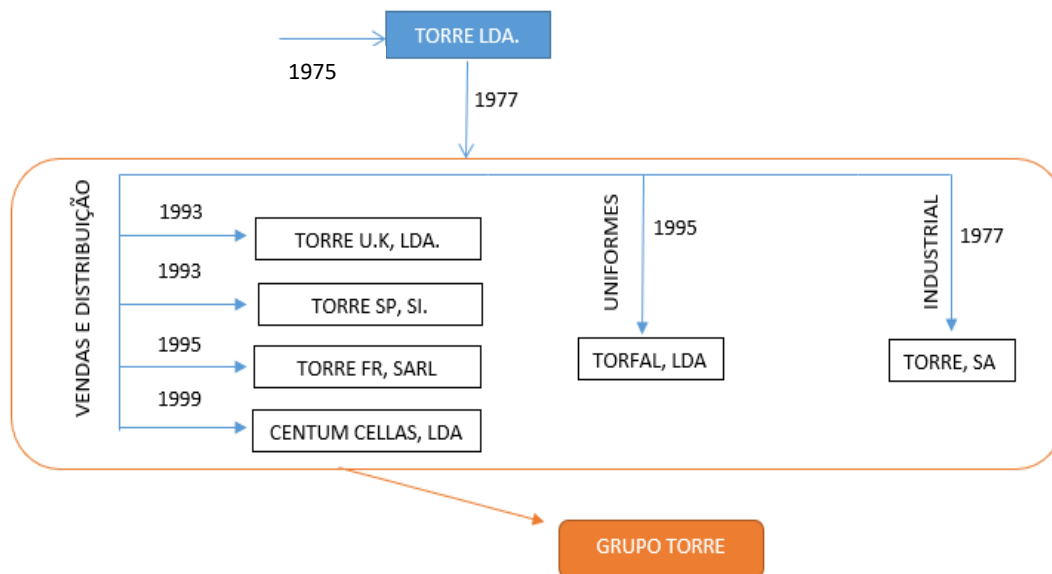 TORRE LDA.
1975
1977
VENDAS E DISTRIBUIÇÃO
1993
TORRE U.K, LDA.
1993
TORRE SP, SI.
1995
TORRE FR, SARL
1999
CENTUM CELLAS, LDA
UNIFORMES
1995
TORFAL, LDA
INDUSTRIAL
1977
TORRE, SA
GRUPO TORRE